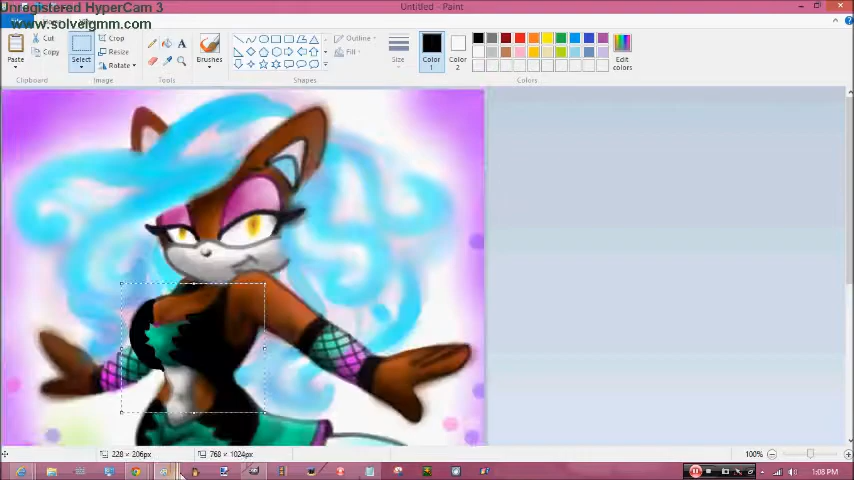 Unregistered HyperCam 3
www.solveigmm.com
Untitled - Paint
Paste
Cut
Copy
Clipboard
Select
Crop
Resize
Rotate
Image
Tools
Brushes
Outline
Fill
Shapes
Size
Color 1
Color 2
Edit colors
Colors
228 × 206px
768 × 1024px
100%
1:08 PM